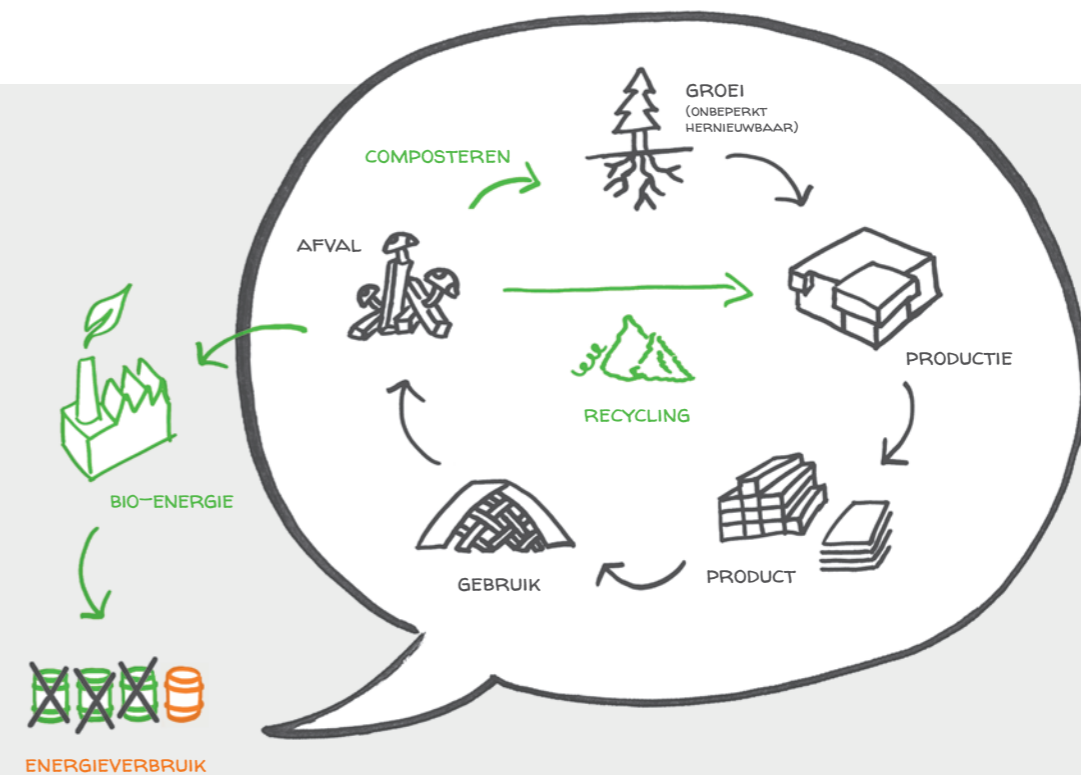 GROEI
(ONBEPERKT
HERNIEUWBAAR)
COMPOSTEREN
AFVAL
PRODUCTIE
RECYCLING
BIO-ENERGIE
GEBRUIK
PRODUCT
ENERGIEVERBRUIK